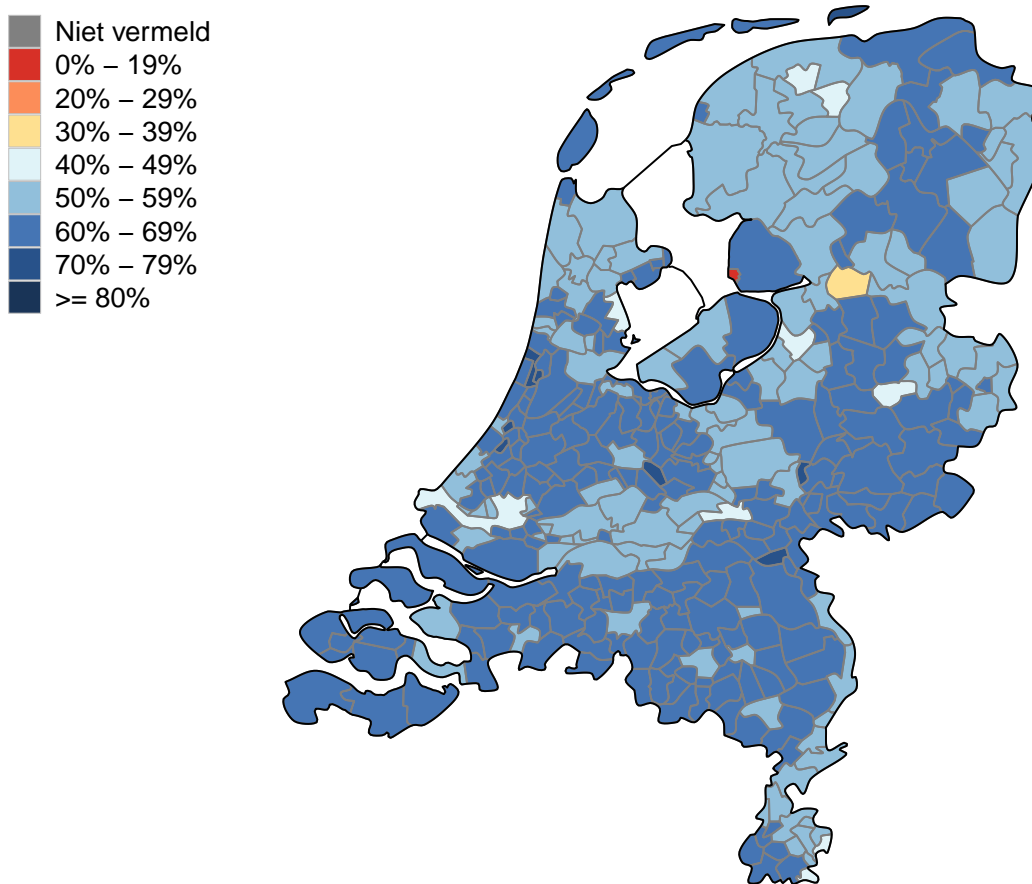 Niet vermeld
0% – 19%
20% – 29%
30% – 39%
40% – 49%
50% – 59%
60% – 69%
70% – 79%
>= 80%